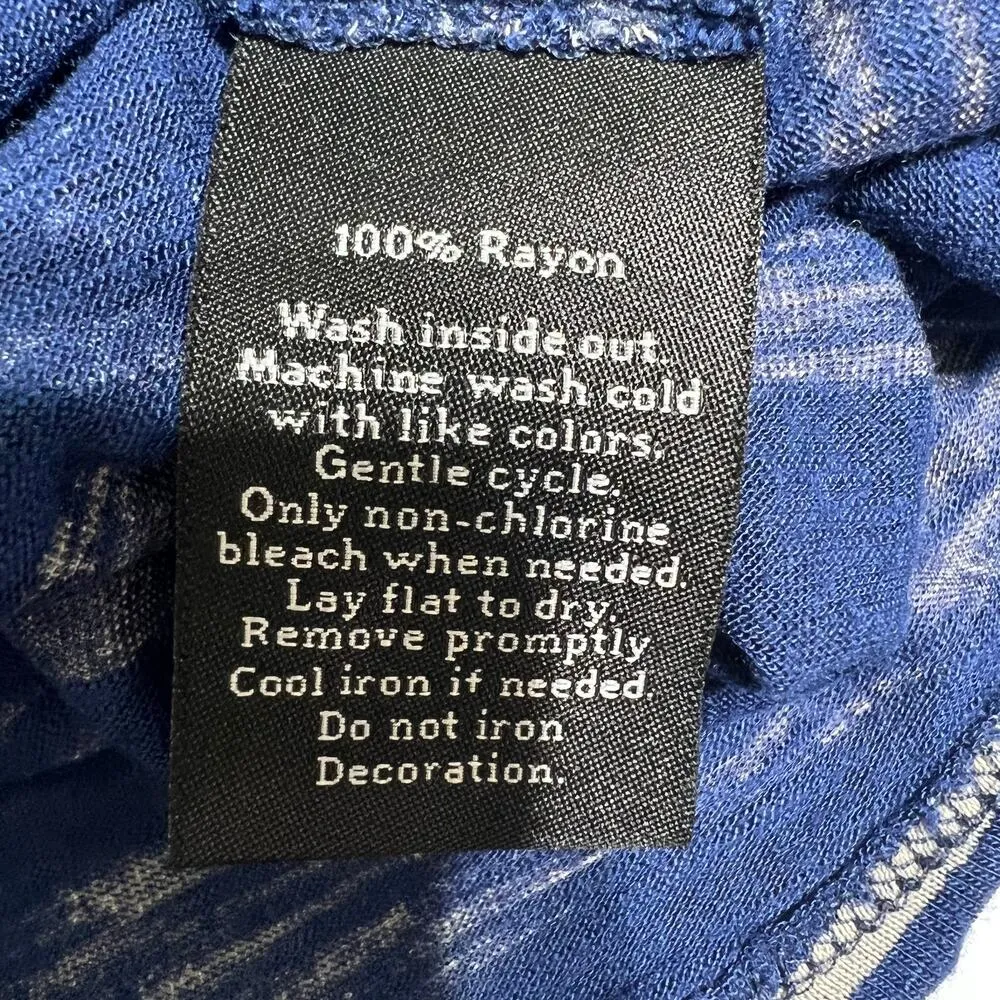 100% Rayon
Wash inside out.
Machine wash cold
with like colors.
Gentle cycle.
Only non-chlorine
bleach when needed.
Lay flat to dry.
Remove promptly
Cool iron if needed.
Do not iron
Decoration.